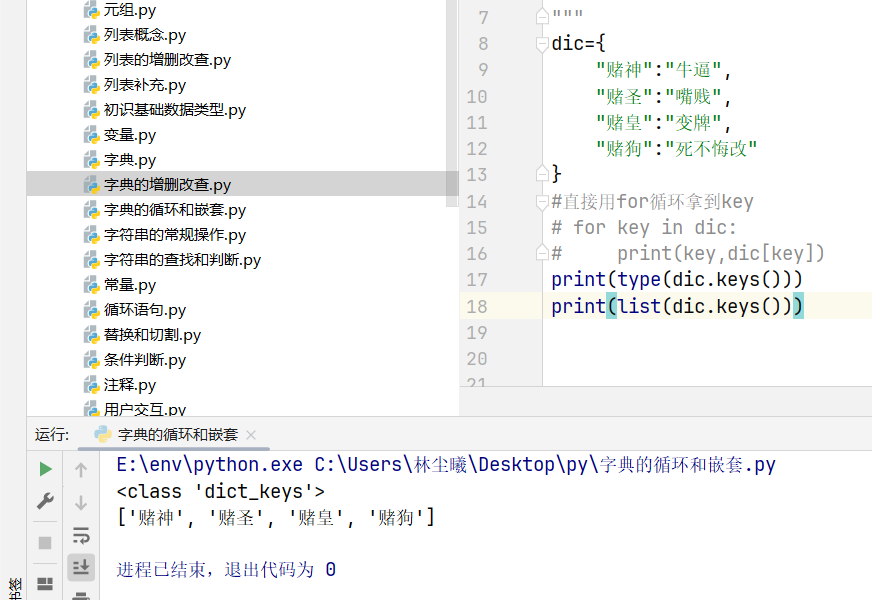 元组.py
列表概念.py
列表的增删改查.py
列表补充.py
初识基础数据类型.py
变量.py
字典.py
字典的增删改查.py
字典的循环和嵌套.py
字符串的常规操作.py
字符串的查找和判断.py
常量.py
循环语句.py
替换和切割.py
条件判断.py
注释.py
用户交互.py
7 """
8 dic={
9 "赌神":"牛逼",
10 "赌圣":"嘴贱",
11 "赌皇":"变牌",
12 "赌狗":"死不悔改"
13 }
14 #直接用for循环拿到key
15 # for key in dic:
16 #     print(key,dic[key])
17 print(type(dic.keys()))
18 print(list(dic.keys()))
19
20
21
运行: 字典的循环和嵌套
E:\env\python.exe C:\Users\林尘曦\Desktop\py\字典的循环和嵌套.py
<class 'dict_keys'>
['赌神', '赌圣', '赌皇', '赌狗']
进程已结束，退出代码为 0
书签